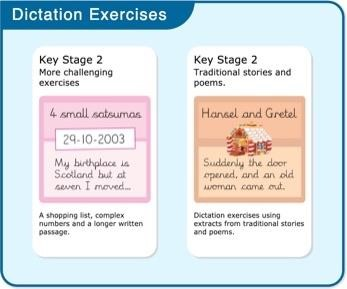 Dictation Exercises
Key Stage 2
More challenging
exercises
4 small satsumas
29-10-2003
My birthplace is
Scotland but at
seven I moved...
A shopping list, complex
numbers and a longer written
passage.
Key Stage 2
Traditional stories and
poems.
Hansel and Gretel
Suddenly the door
opened, and an old
woman came out.
Dictation exercises using
extracts from traditional stories
and poems.